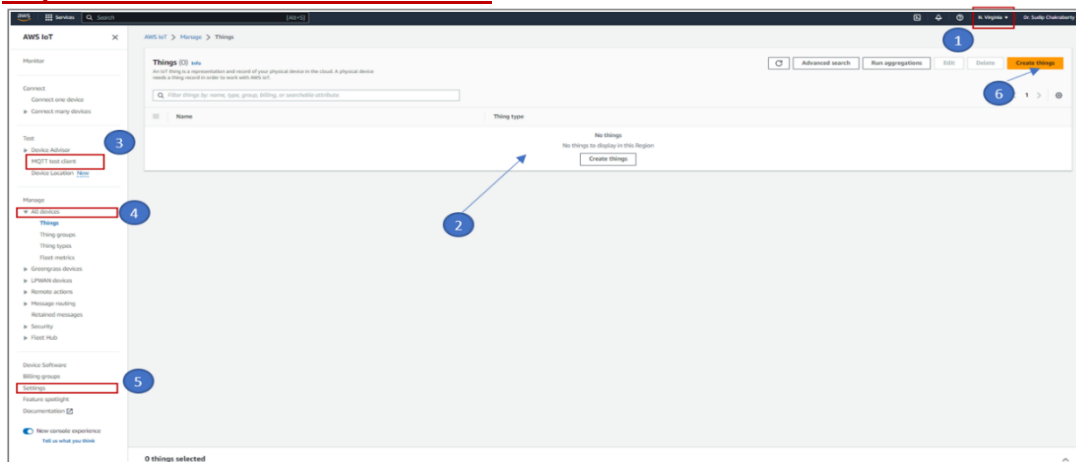 aws Services Search [Alt+S] N. Virginia Dr. Sudip Chakraborty
1
AWS IoT
AWS IoT > Manage > Things
Monitor
Connect
Connect one device
Connect many devices
Test
Device Advisor
MQTT test client
Device Location New
3
Manage
All devices
4
Things
Thing groups
Thing types
Fleet metrics
Greengrass devices
LPWAN devices
Remote actions
Message routing
Retained messages
Security
Fleet Hub
Device Software
Billing groups
Settings
5
Feature spotlight
Documentation
New console experience
Tell us what you think
Things (0) Info
An IoT thing is a representation and record of your physical device in the cloud. A physical device
needs a thing record in order to work with AWS IoT.
Advanced search Run aggregations Edit Delete Create things
6
Filter things by: name, type, group, billing, or searchable attribute.
1
Name Thing type
No things
No things to display in this Region
Create things
2
0 things selected